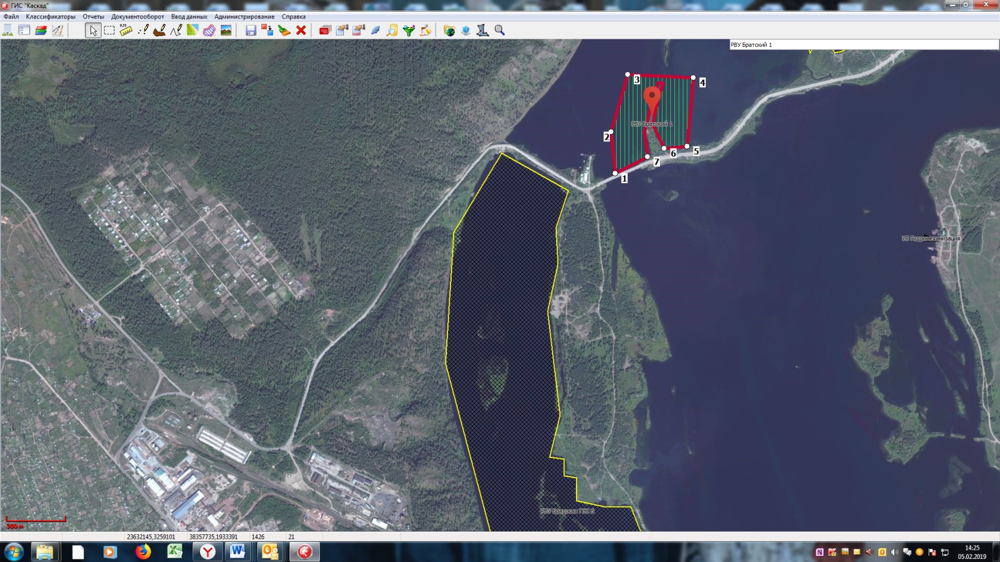 ГИС "Каскад"
Файл Классификаторы Отчеты Документооборот Ввод данных Администрирование Справка
КМ
РВУ Братский 1
3
4
РВУ Братский 1
2
5
6
7
1
УВ Гидромеханизация
РВУ Братская ГЭС Б
300 м
23632145,3259101 38357735,1933391 1426 21
14:25
05.02.2019